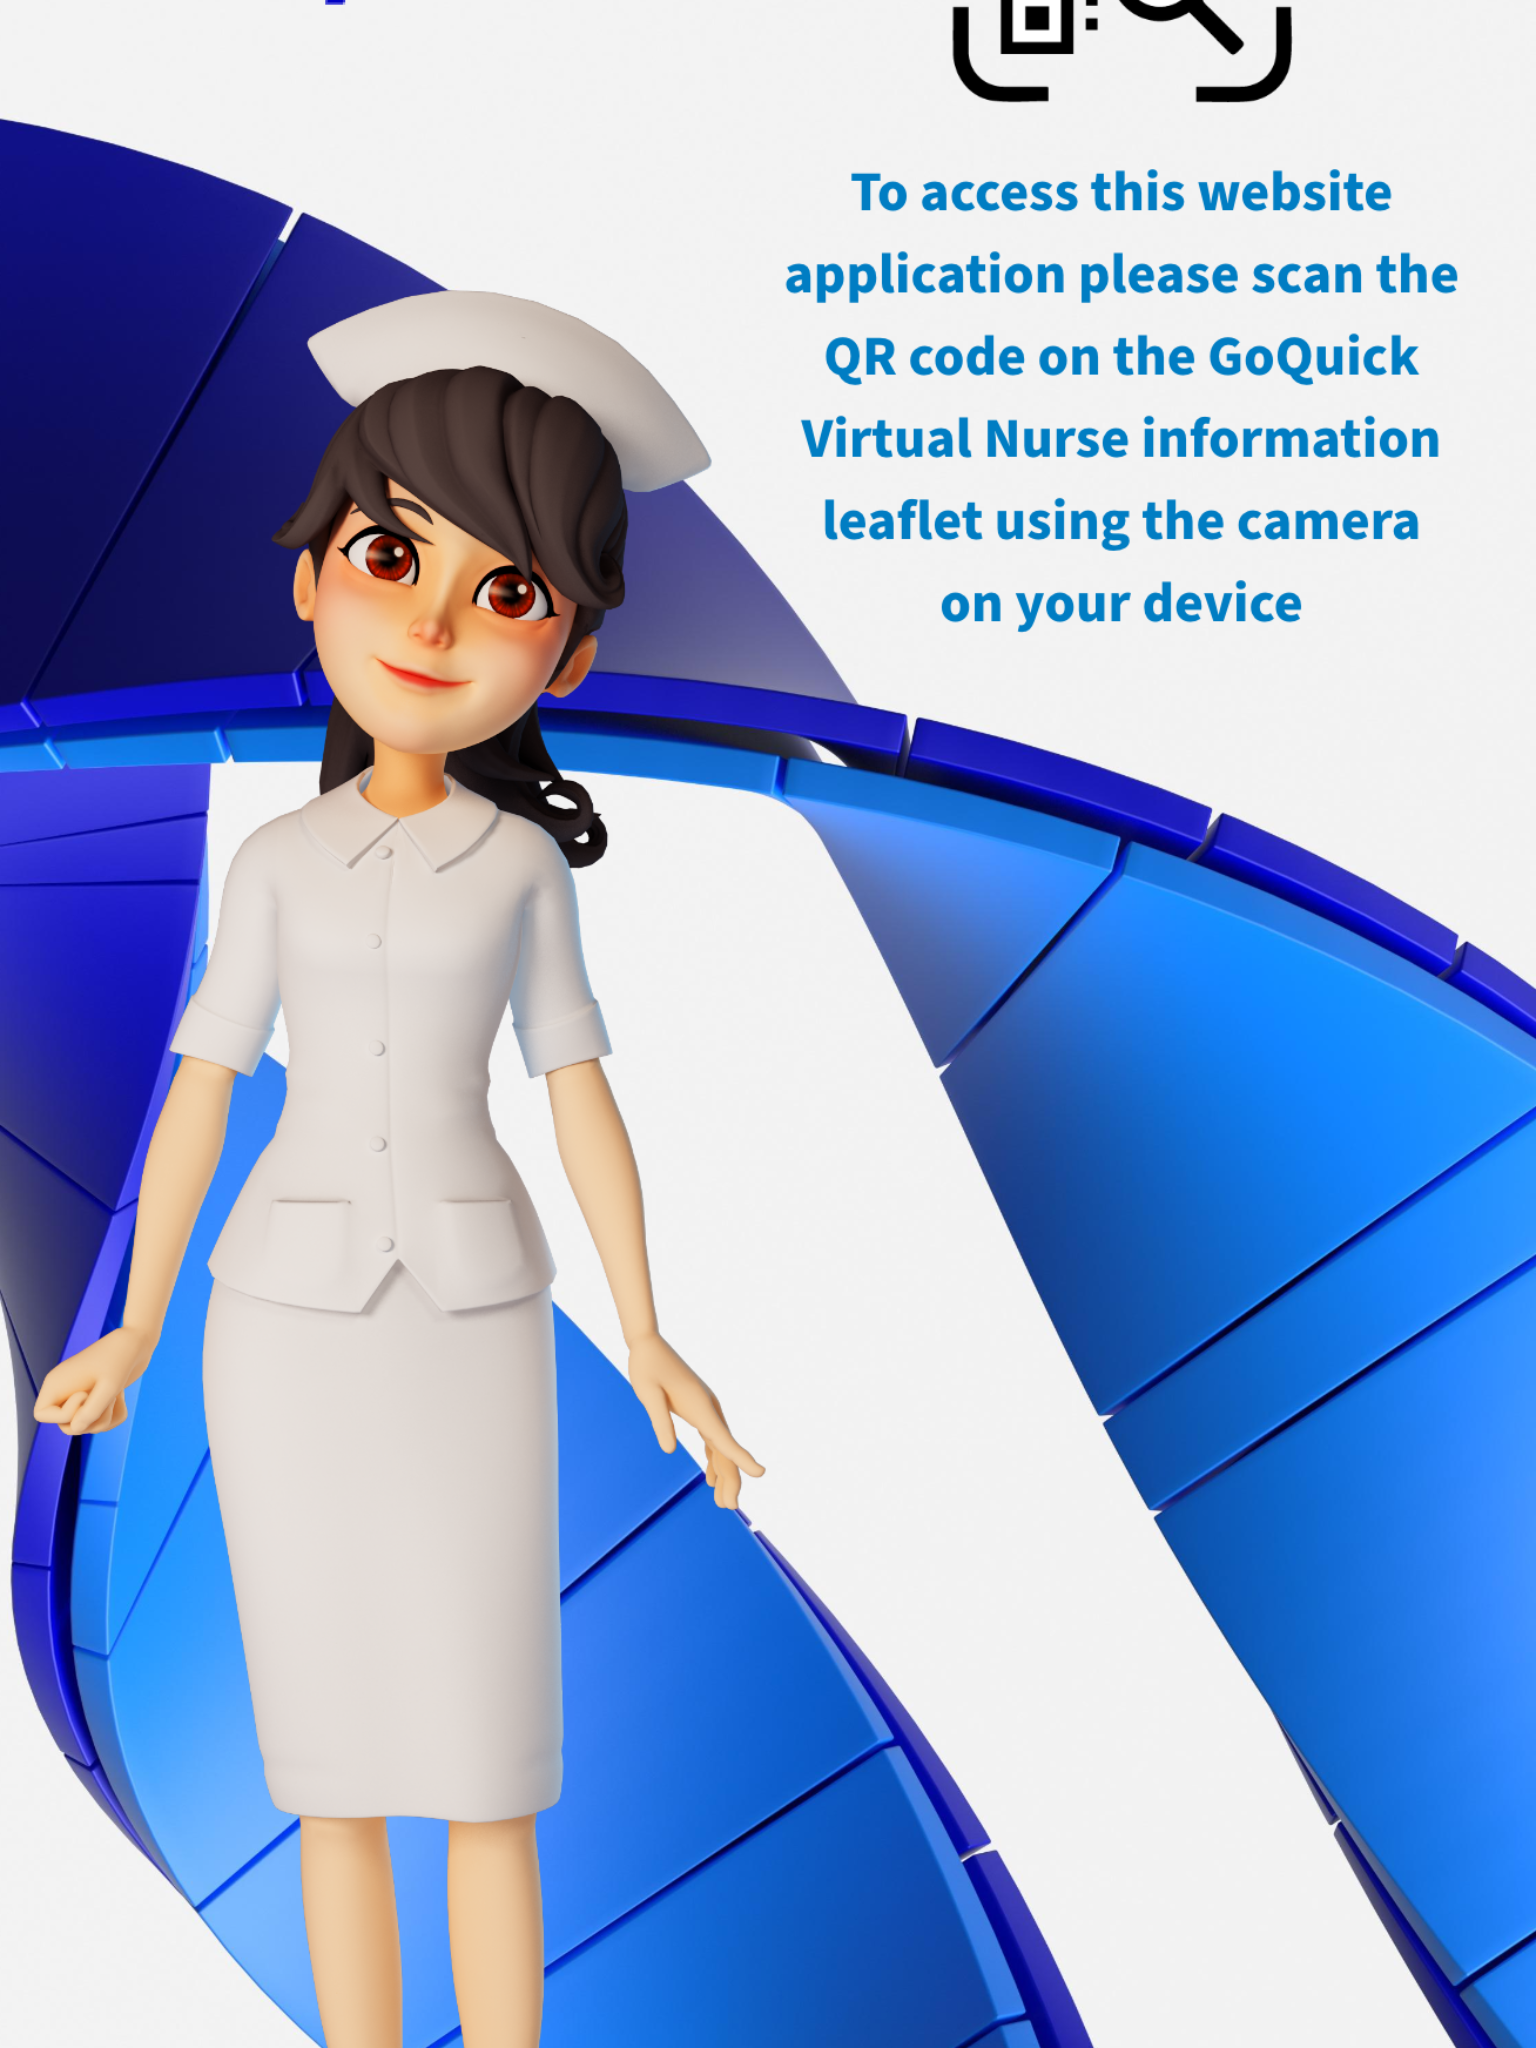 To access this website
application please scan the
QR code on the GoQuick
Virtual Nurse information
leaflet using the camera
on your device